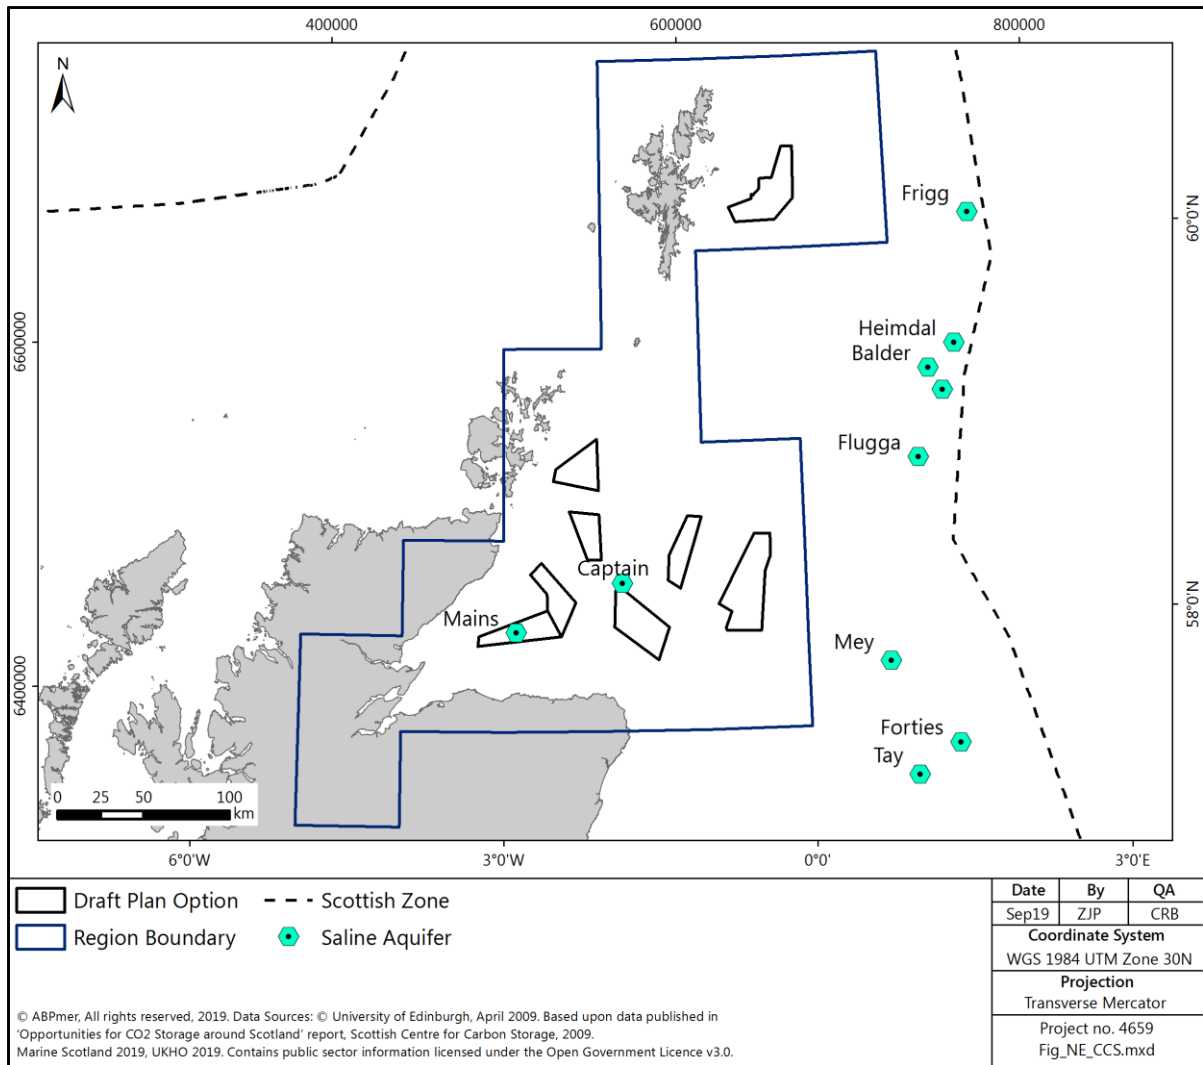 400000
600000
800000
N
Frigg
60°0'N
Heimdal
6600000
Balder
Flugga
Captain
58°0'N
Mains
Mey
6400000
Forties
Tay
0 25 50 100
km
6°0'W
3°0'W
0°0'
3°0'E
Draft Plan Option
Scottish Zone
Region Boundary
Saline Aquifer
Date By QA
Sep19 ZJP CRB
Coordinate System
WGS 1984 UTM Zone 30N
Projection
Transverse Mercator
Project no. 4659
Fig_NE_CCS.mxd
© ABPmer, All rights reserved, 2019. Data Sources: © University of Edinburgh, April 2009. Based upon data published in
'Opportunities for CO2 Storage around Scotland' report, Scottish Centre for Carbon Storage, 2009.
Marine Scotland 2019, UKHO 2019. Contains public sector information licensed under the Open Government Licence v3.0.